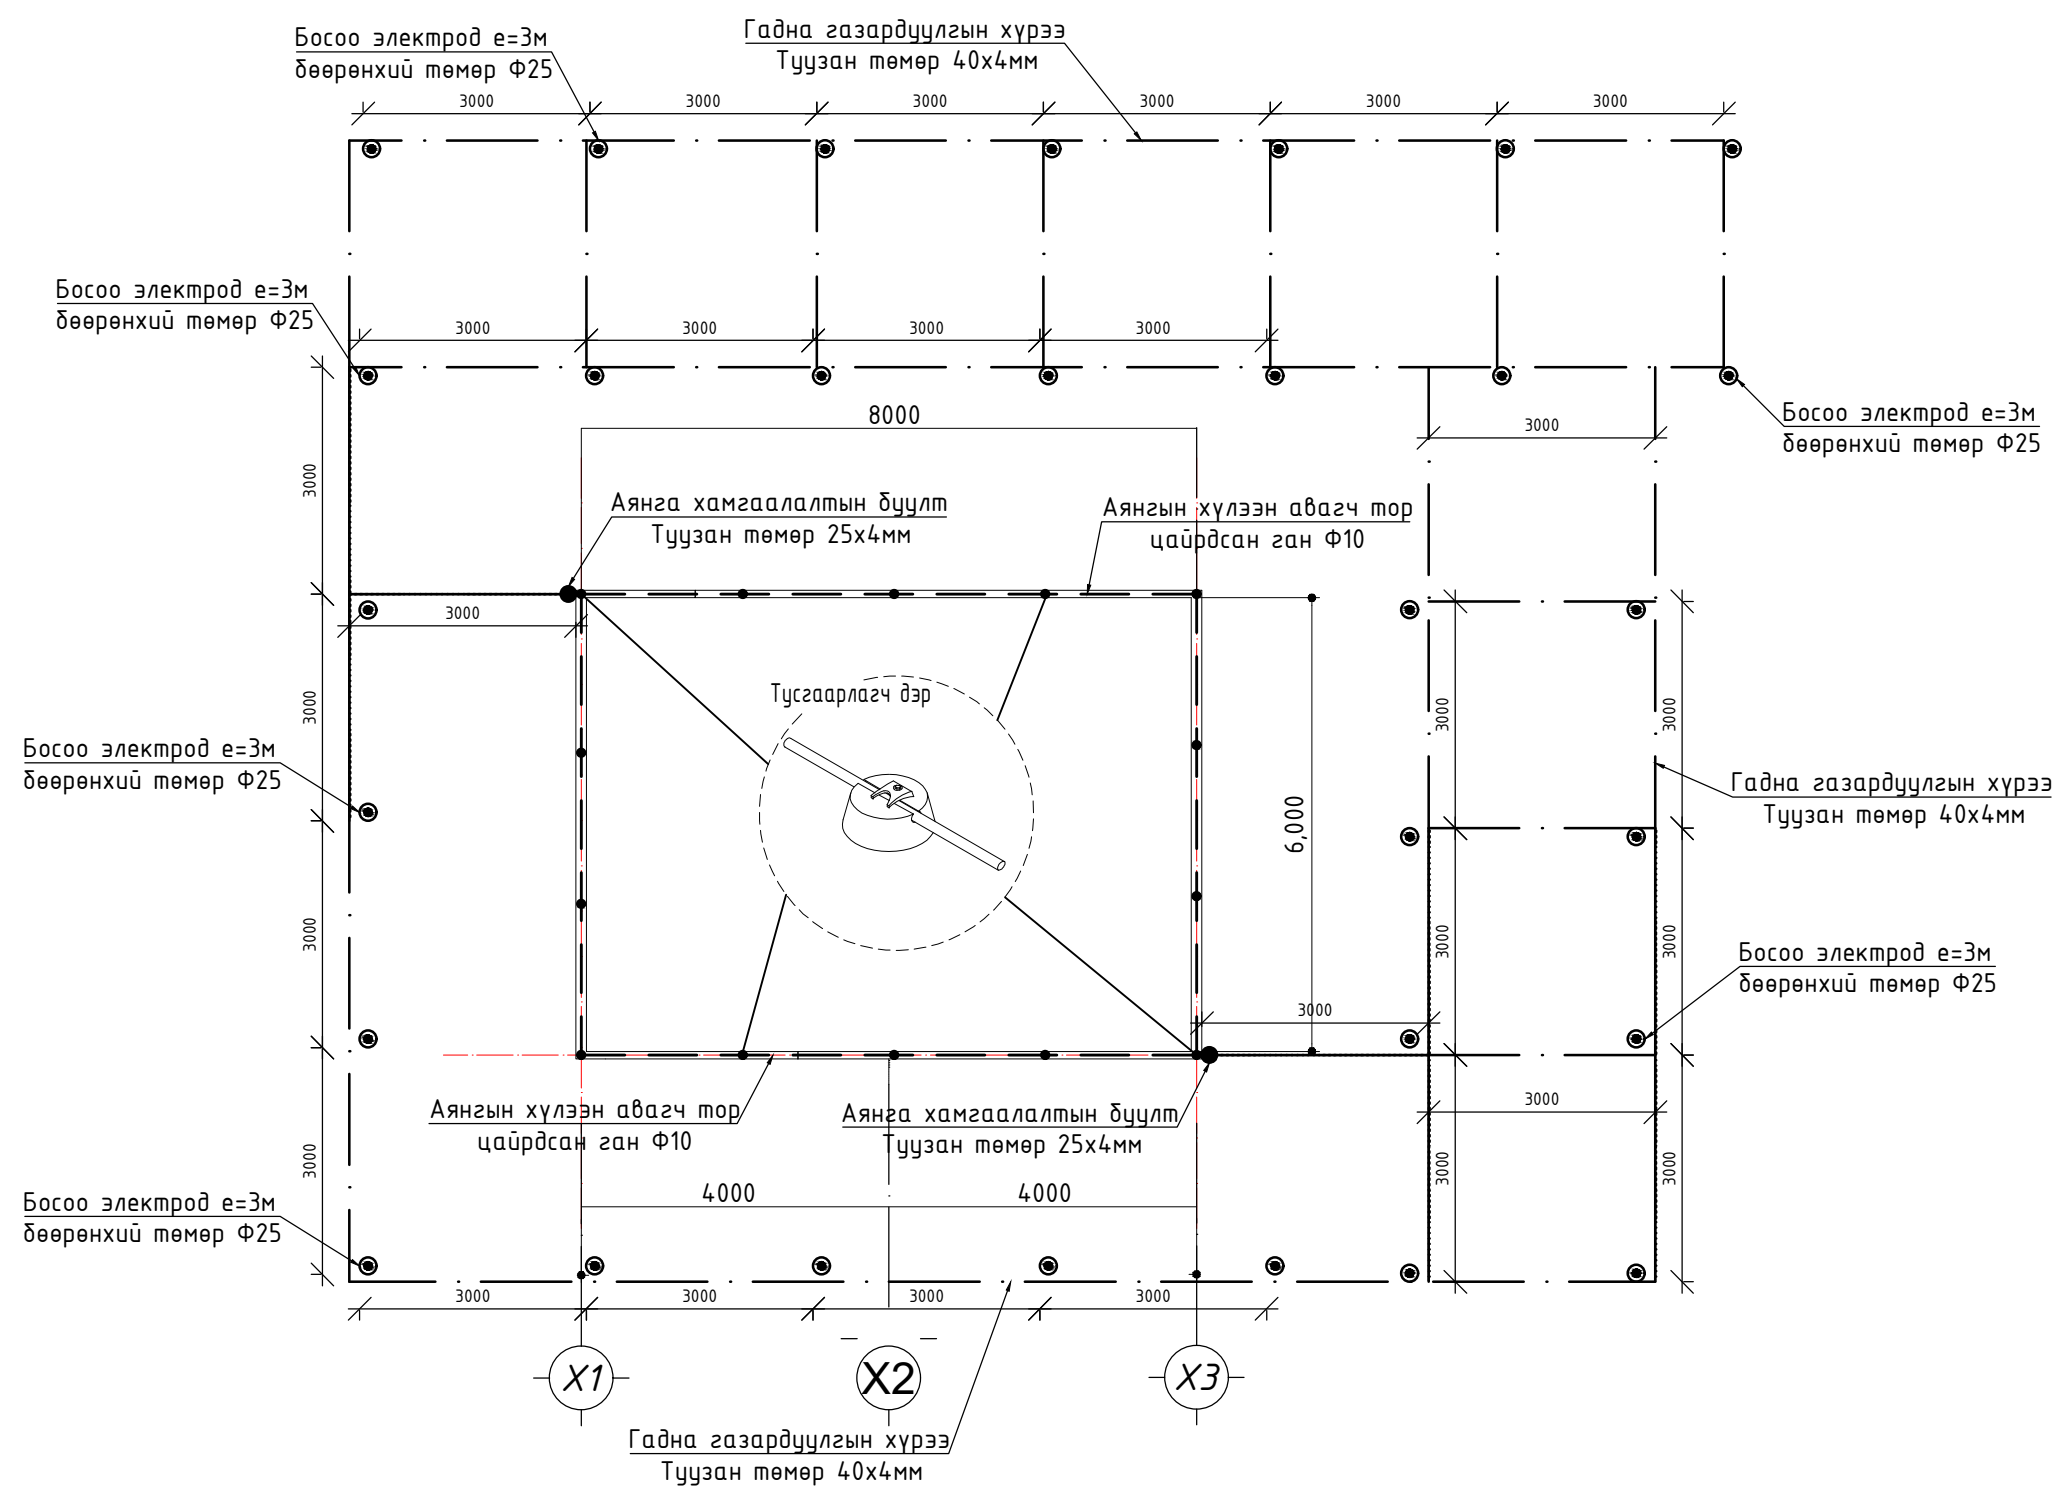 Гадна газардуулгын хүрээ
Туузан төмөр 40х4мм
Босоо электрод e=3м
бөөрөнхий төмөр Ф25
3000
3000
3000
3000
3000
3000
Босоо электрод e=3м
бөөрөнхий төмөр Ф25
3000
3000
3000
3000
8000
Босоо электрод e=3м
бөөрөнхий төмөр Ф25
3000
3000
Аянга хамгаалалтын буулт
Туузан төмөр 25х4мм
Аянгын хүлээн авагч тор
цайрдсан ган Ф10
3000
Тусгаарлагч дэр
3000
3000
3000
Босоо электрод e=3м
бөөрөнхий төмөр Ф25
6,000
Гадна газардуулгын хүрээ
Туузан төмөр 40х4мм
3000
3000
3000
Босоо электрод e=3м
бөөрөнхий төмөр Ф25
3000
Аянгын хүлээн авагч тор
цайрдсан ган Ф10
Аянга хамгаалалтын буулт
Туузан төмөр 25х4мм
3000
3000
3000
3000
4000
4000
Босоо электрод e=3м
бөөрөнхий төмөр Ф25
3000
3000
3000
3000
X1
X2
X3
Гадна газардуулгын хүрээ
Туузан төмөр 40х4мм